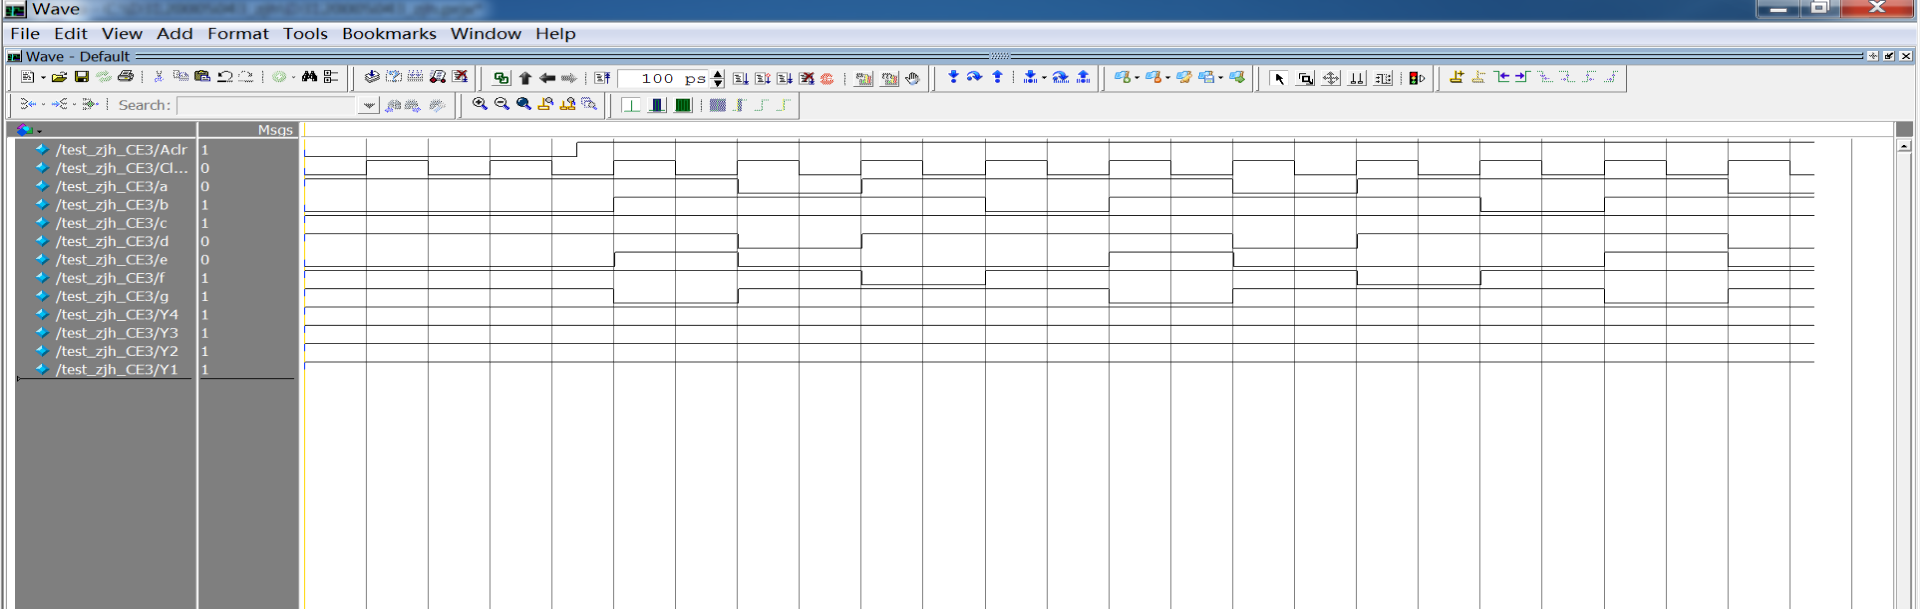 Wave
File Edit View Add Format Tools Bookmarks Window Help
Wave - Default
100 ps
Search:
Msgs
/test_zjh_CE3/Aclr 1
/test_zjh_CE3/Cl... 0
/test_zjh_CE3/a 0
/test_zjh_CE3/b 1
/test_zjh_CE3/c 1
/test_zjh_CE3/d 0
/test_zjh_CE3/e 0
/test_zjh_CE3/f 1
/test_zjh_CE3/g 1
/test_zjh_CE3/Y4 1
/test_zjh_CE3/Y3 1
/test_zjh_CE3/Y2 1
/test_zjh_CE3/Y1 1